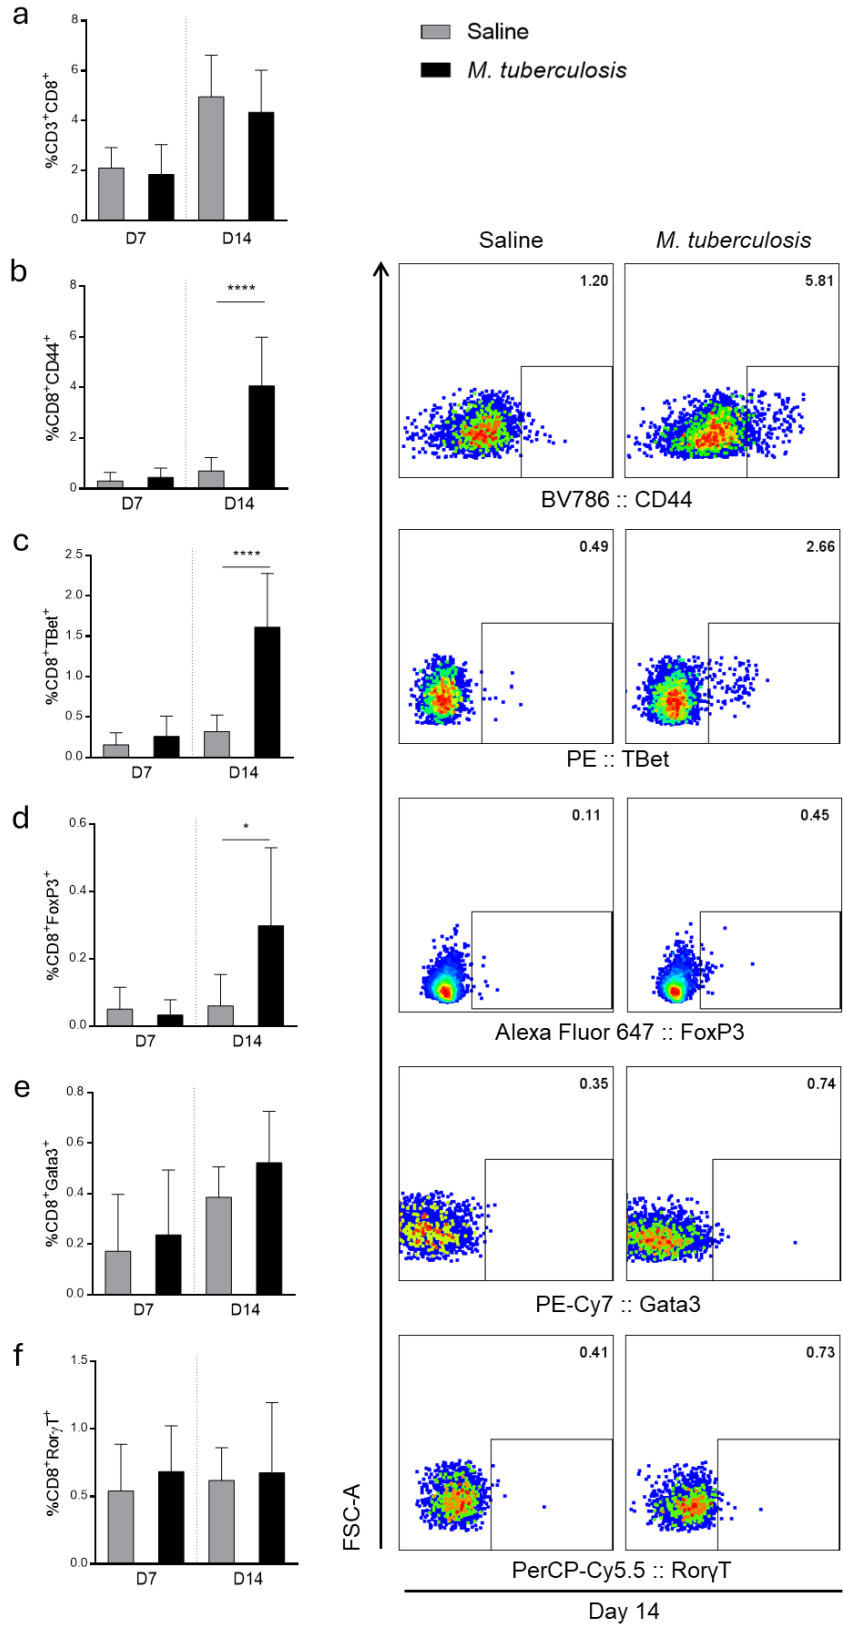 a
8
6
4
2
0
%CD3⁺CD8⁺
D7 D14
Saline
M. tuberculosis
Saline M. tuberculosis
b
8
6
4
2
0
%CD8⁺CD44⁺
****
D7 D14
1.20 5.81
BV786 :: CD44
c
2.5
2.0
1.5
1.0
0.5
0.0
%CD8⁺TBet⁺
****
D7 D14
0.49 2.66
PE :: TBet
d
0.6
0.4
0.2
0.0
%CD8⁺FoxP3⁺
*
D7 D14
0.11 0.45
Alexa Fluor 647 :: FoxP3
e
0.8
0.6
0.4
0.2
0.0
%CD8⁺Gata3⁺
D7 D14
0.35 0.74
PE-Cy7 :: Gata3
f
1.5
1.0
0.5
0.0
%CD8⁺RorγT⁺
D7 D14
0.41 0.73
FSC-A
PerCP-Cy5.5 :: RorγT
Day 14